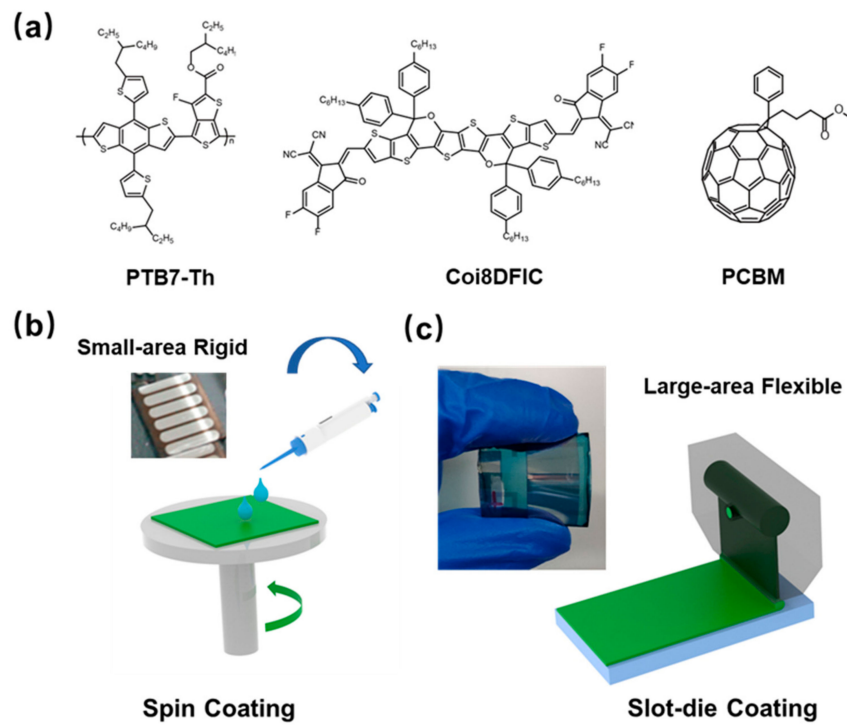 (a)
C₂H₅
C₄H₉
S
S
S
S
S
S
F
O
O
C₂H₅
C₄H₉
n
C₄H₉
C₂H₅
PTB7-Th
C₆H₁₃
C₆H₁₃
CN
NC
O
F
F
S
S
S
S
S
S
O
O
O
F
F
NC
C₆H₁₃
C₆H₁₃
Coi8DFIC
O
O
PCBM
(b)
Small-area Rigid
Spin Coating
(c)
Large-area Flexible
Slot-die Coating